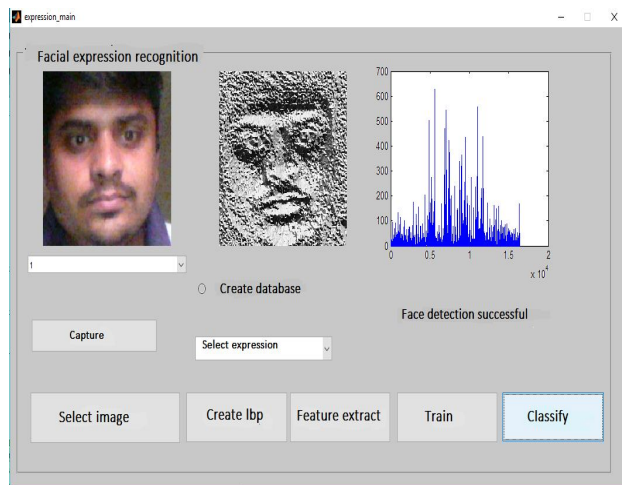 expression_main
Facial expression recognition
700
600
500
400
300
200
100
0
0 0.5 1 1.5 2
x 10^4
1
Create database
Face detection successful
Capture
Select expression
Select image
Create lbp
Feature extract
Train
Classify